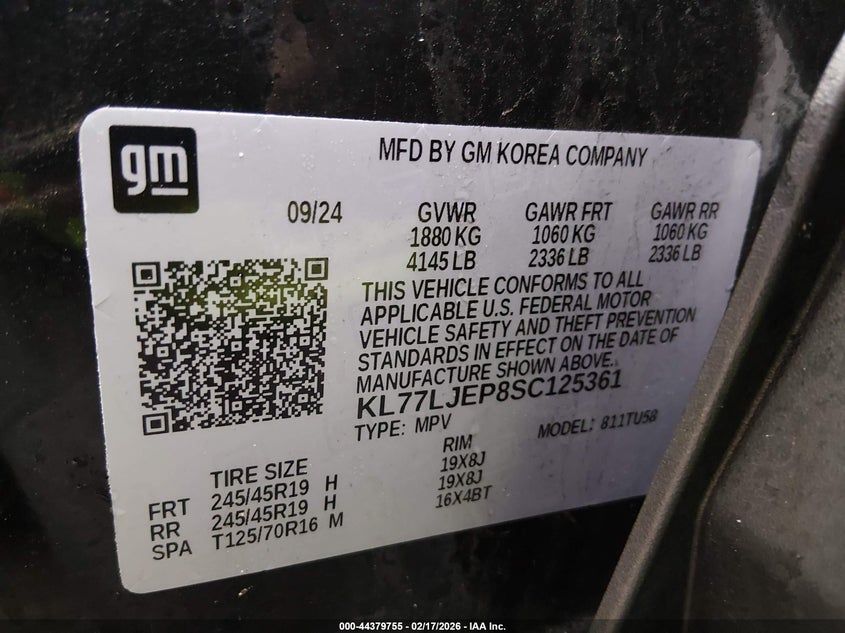 gm
MFD BY GM KOREA COMPANY
09/24
GVWR GAWR FRT GAWR RR
1880 KG 1060 KG 1060 KG
4145 LB 2336 LB 2336 LB
THIS VEHICLE CONFORMS TO ALL
APPLICABLE U.S. FEDERAL MOTOR
VEHICLE SAFETY AND THEFT PREVENTION
STANDARDS IN EFFECT ON THE DATE OF
MANUFACTURE SHOWN ABOVE.
KL77LJEP8SC125361
TYPE: MPV MODEL: 811TU58
TIRE SIZE RIM
FRT 245/45R19 H 19X8J
RR 245/45R19 H 19X8J
SPA T125/70R16 M 16X4BT
000-44379755 - 02/17/2026 - IAA Inc.